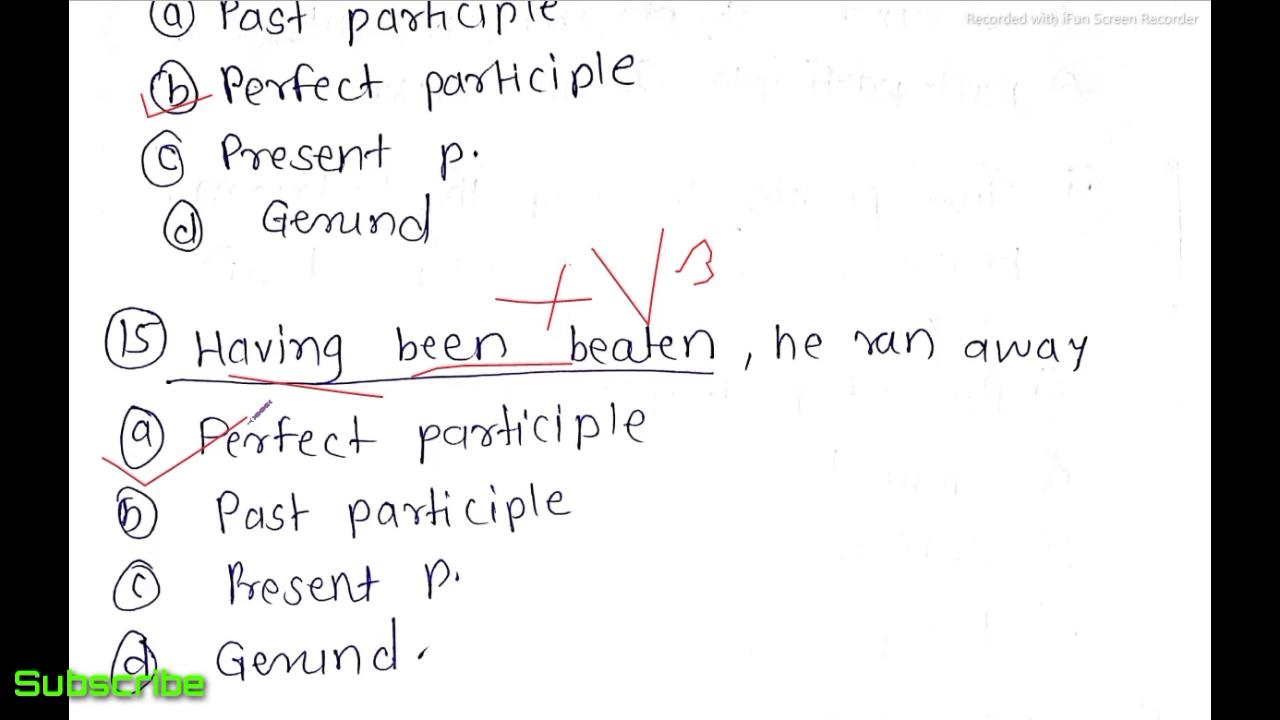 (a) Past participle
Recorded with iFun Screen Recorder
(b) Perfect participle
(c) Present p.
(d) Gerund
+ V3
(15) Having been beaten, he ran away
(a) Perfect participle
(b) Past participle
(c) Present p.
(d) Gerund.
Subscribe